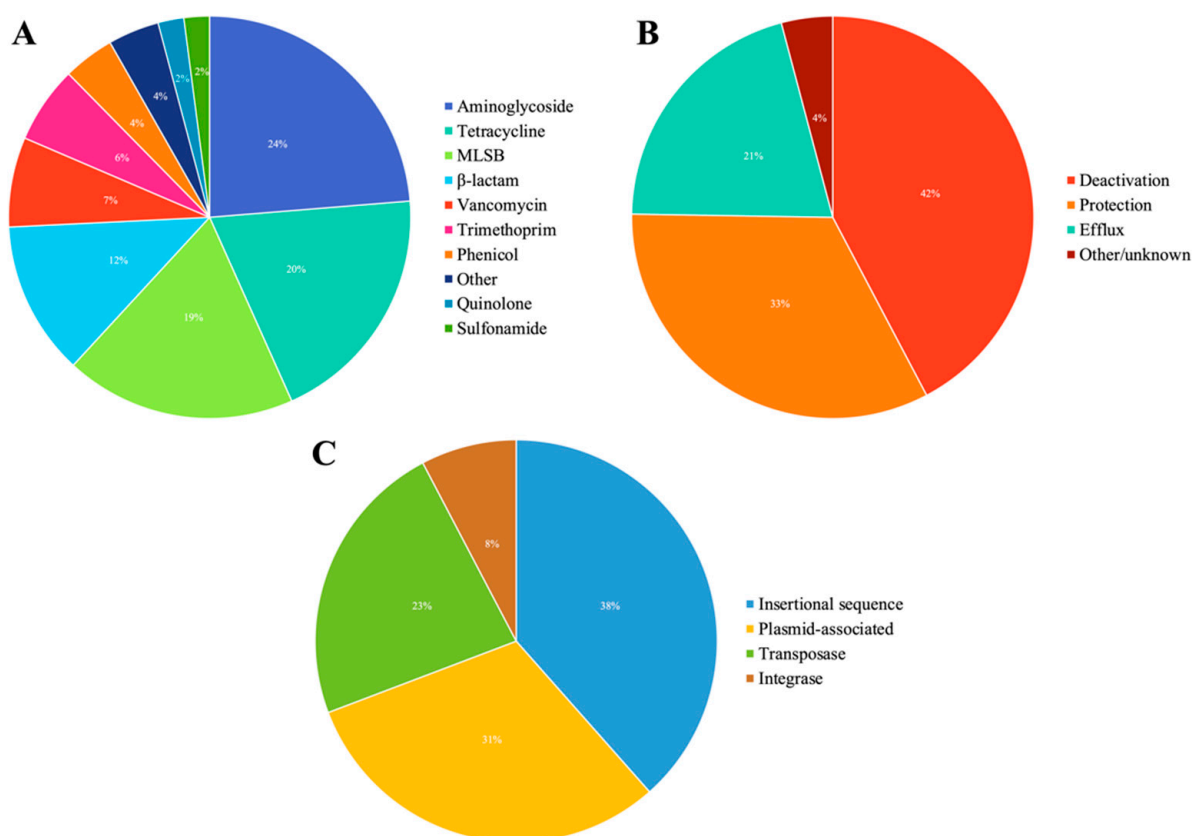 A
24%
20%
19%
12%
7%
6%
4%
4%
2%
2%
Aminoglycoside
Tetracycline
MLSB
β-lactam
Vancomycin
Trimethoprim
Phenicol
Other
Quinolone
Sulfonamide
B
42%
33%
21%
4%
Deactivation
Protection
Efflux
Other/unknown
C
38%
31%
23%
8%
Insertional sequence
Plasmid-associated
Transposase
Integrase